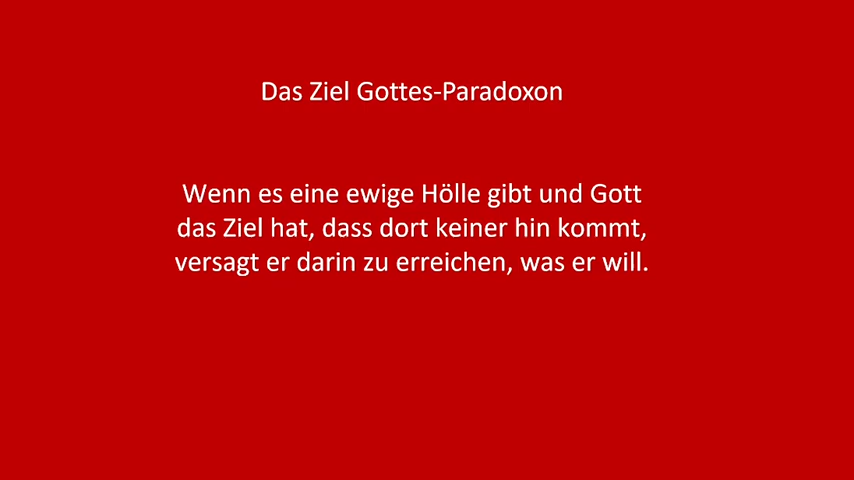 Das Ziel Gottes-Paradoxon
Wenn es eine ewige Hölle gibt und Gott
das Ziel hat, dass dort keiner hin kommt,
versagt er darin zu erreichen, was er will.